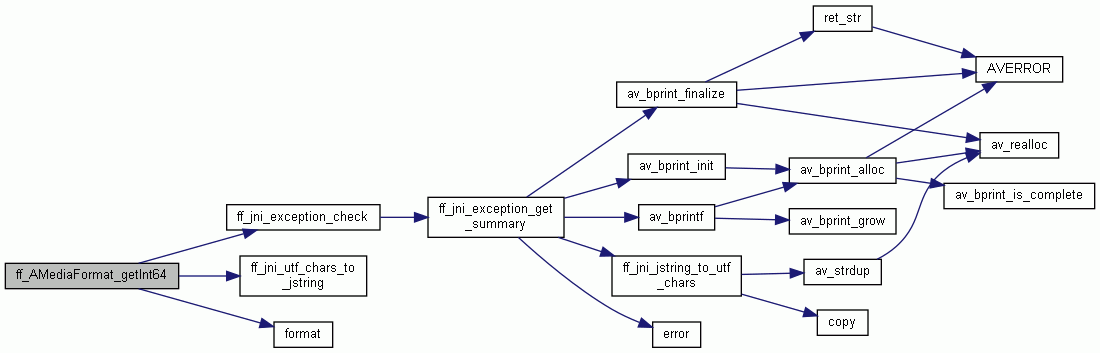 ret_str
AVERROR
av_bprint_finalize
av_realloc
av_bprint_init
av_bprint_alloc
av_bprint_is_complete
ff_jni_exception_check
ff_jni_exception_get
_summary
av_bprintf
av_bprint_grow
ff_AMediaFormat_getInt64
ff_jni_utf_chars_to
_jstring
ff_jni_jstring_to_utf
_chars
av_strdup
format
error
copy